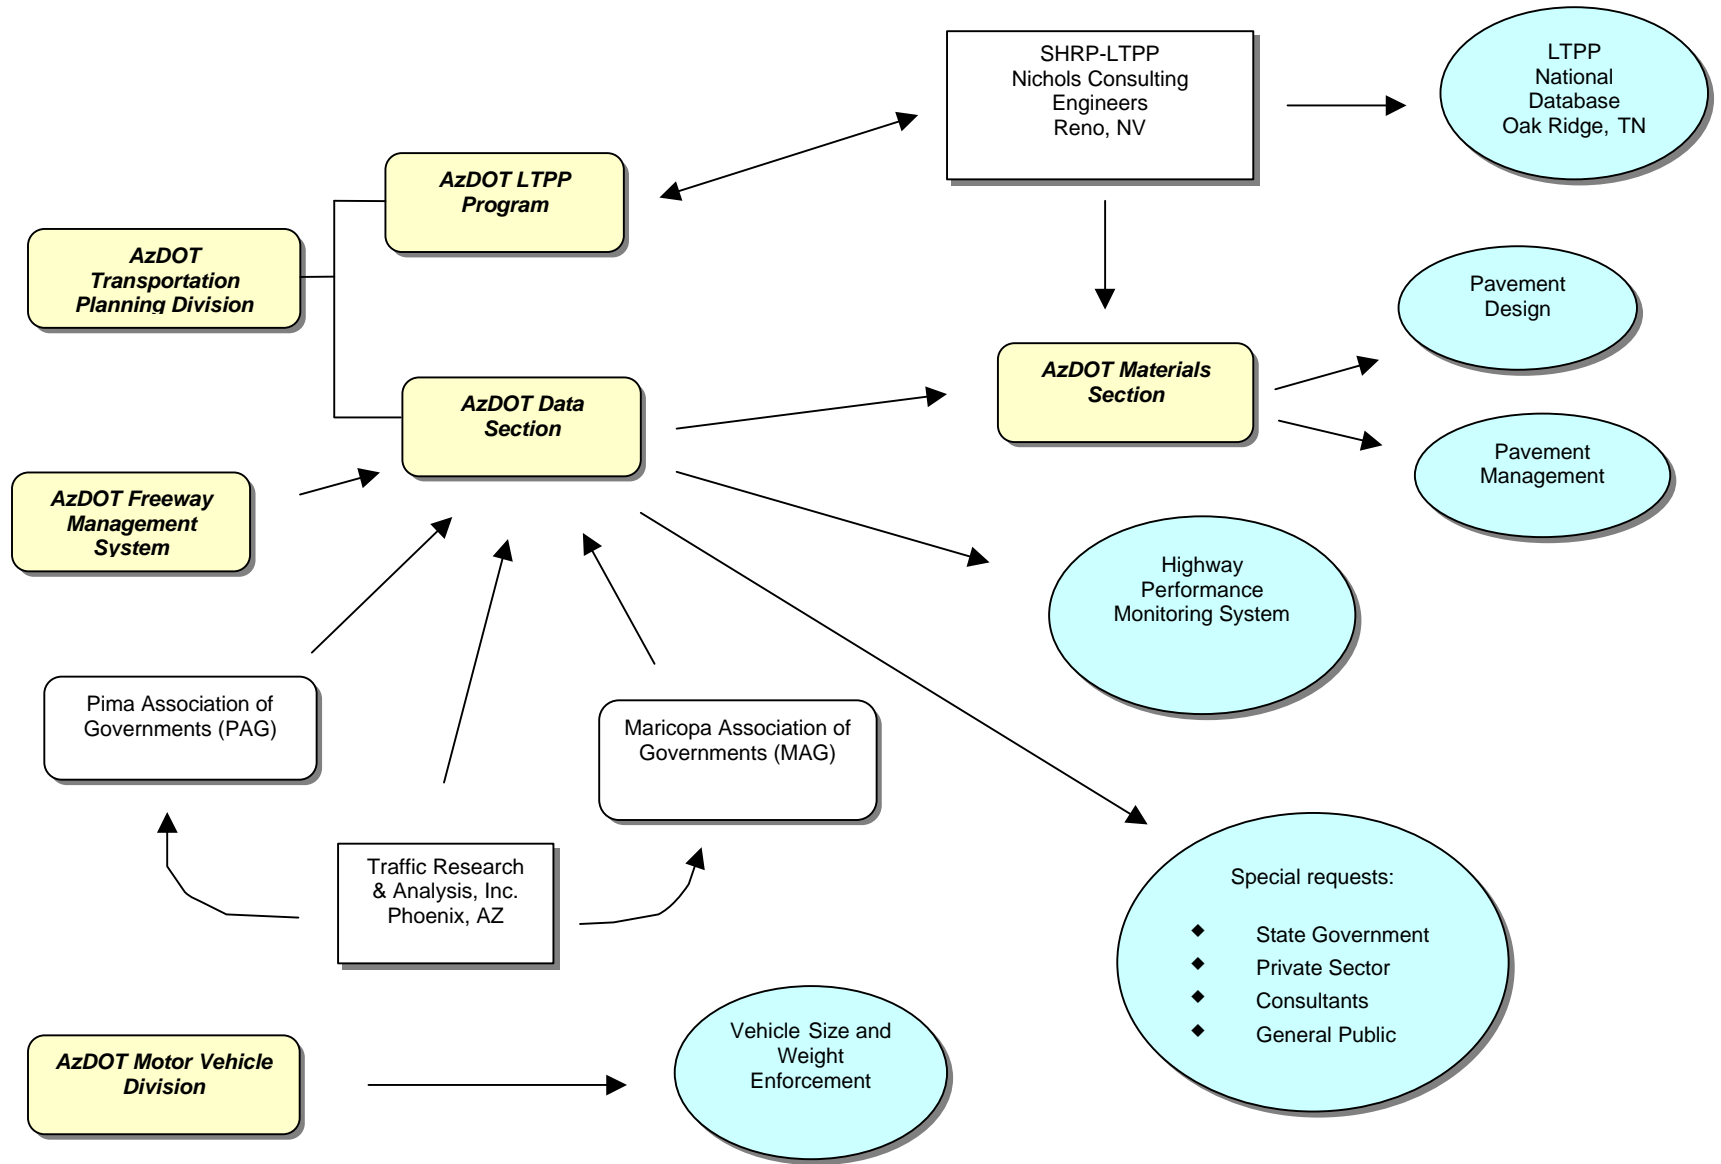 SHRP-LTPP
Nichols Consulting
Engineers
Reno, NV
LTPP
National
Database
Oak Ridge, TN
AzDOT LTPP
Program
AzDOT
Transportation
Planning Division
Pavement
Design
AzDOT Materials
Section
AzDOT Data
Section
Pavement
Management
AzDOT Freeway
Management
System
Highway
Performance
Monitoring System
Pima Association of
Governments (PAG)
Maricopa Association of
Governments (MAG)
Traffic Research
& Analysis, Inc.
Phoenix, AZ
Special requests:
◆ State Government
◆ Private Sector
◆ Consultants
◆ General Public
Vehicle Size and
Weight
Enforcement
AzDOT Motor Vehicle
Division